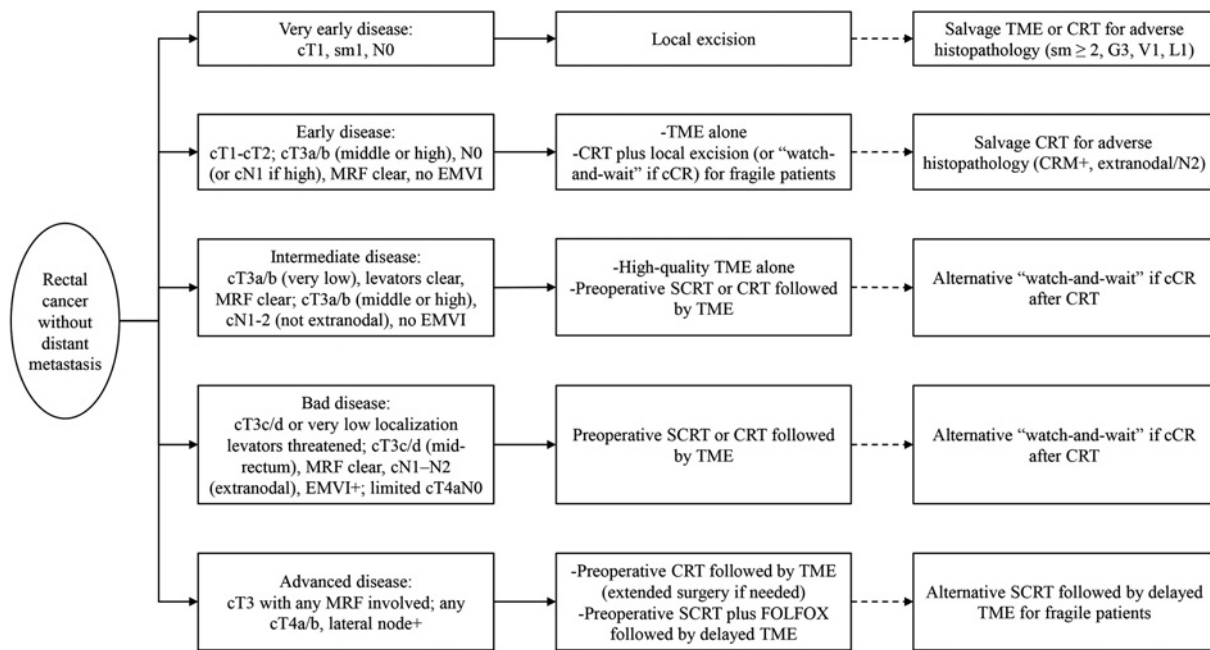 Rectal
cancer
without
distant
metastasis
Very early disease:
cT1, sm1, N0
Local excision
Salvage TME or CRT for adverse
histopathology (sm ≥ 2, G3, V1, L1)
Early disease:
cT1-cT2; cT3a/b (middle or high), N0
(or cN1 if high), MRF clear, no EMVI
-TME alone
-CRT plus local excision (or “watch-
and-wait” if cCR) for fragile patients
Salvage CRT for adverse
histopathology (CRM+, extranodal/N2)
Intermediate disease:
cT3a/b (very low), levators clear,
MRF clear; cT3a/b (middle or high),
cN1-2 (not extranodal), no EMVI
-High-quality TME alone
-Preoperative SCRT or CRT followed
by TME
Alternative “watch-and-wait” if cCR
after CRT
Bad disease:
cT3c/d or very low localization
levators threatened; cT3c/d (mid-
rectum), MRF clear, cN1–N2
(extranodal), EMVI+; limited cT4aN0
Preoperative SCRT or CRT followed
by TME
Alternative “watch-and-wait” if cCR
after CRT
Advanced disease:
cT3 with any MRF involved; any
cT4a/b, lateral node+
-Preoperative CRT followed by TME
(extended surgery if needed)
-Preoperative SCRT plus FOLFOX
followed by delayed TME
Alternative SCRT followed by delayed
TME for fragile patients